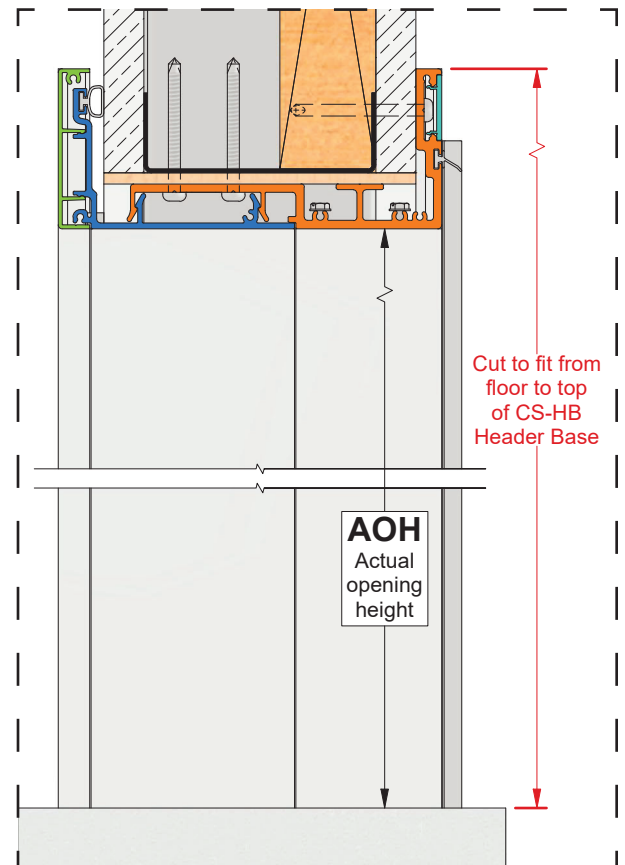 Cut to fit from
floor to top
of CS-HB
Header Base
AOH
Actual
opening
height